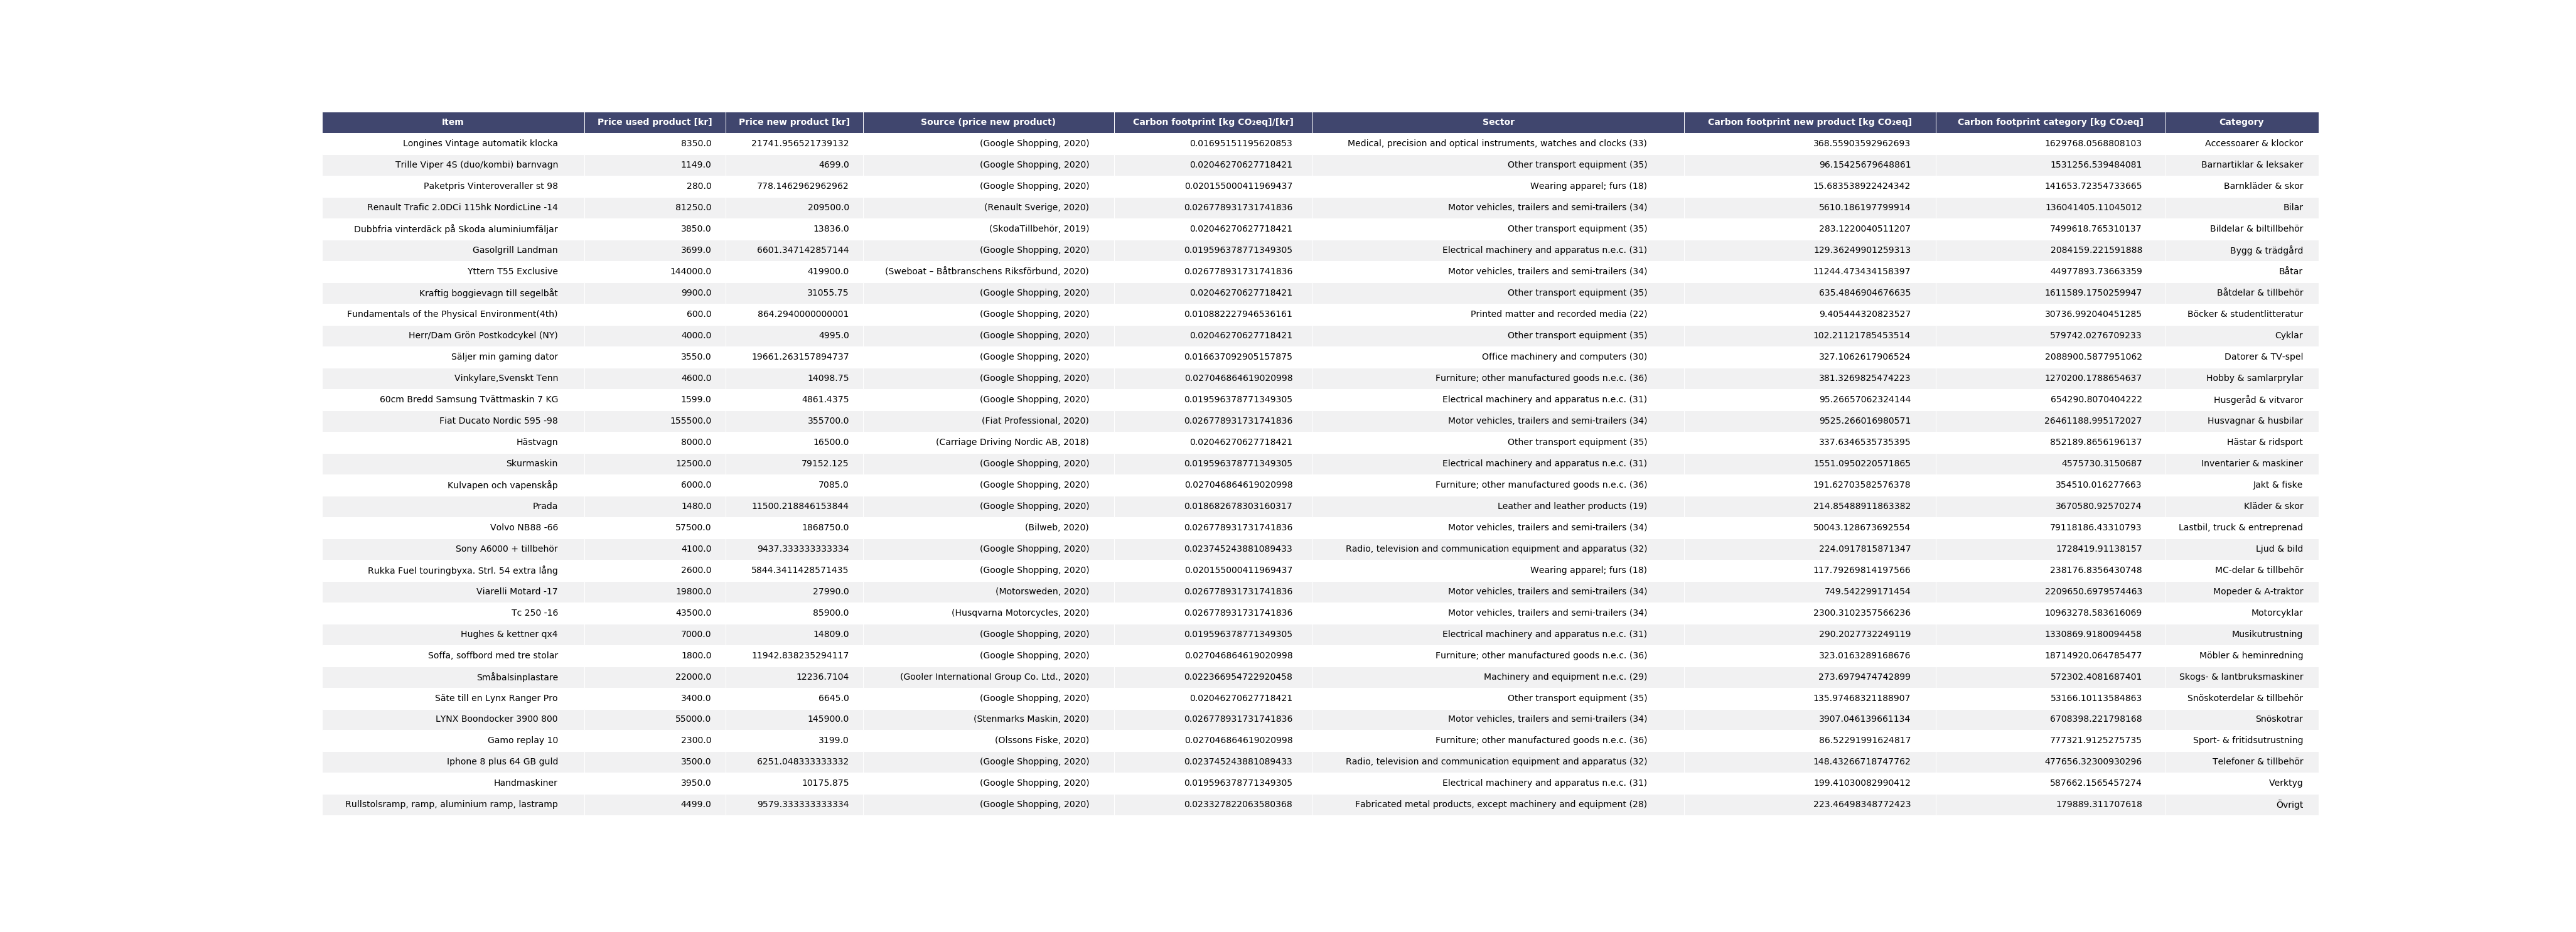 Item Price used product [kr] Price new product [kr] Source (price new product) Carbon footprint [kg CO₂eq]/[kr] Sector Carbon footprint new product [kg CO₂eq] Carbon footprint category [kg CO₂eq] Category
Longines Vintage automatik klocka 8350.0 21741.956521739132 (Google Shopping, 2020) 0.01695151195620853 Medical, precision and optical instruments, watches and clocks (33) 368.55903592962693 1629768.0568808103 Accessoarer & klockor
Trille Viper 4S (duo/kombi) barnvagn 1149.0 4699.0 (Google Shopping, 2020) 0.02046270627718421 Other transport equipment (35) 96.15425679648861 1531256.539484081 Barnartiklar & leksaker
Paketpris Vinteroveraller st 98 280.0 778.1462962962962 (Google Shopping, 2020) 0.020155000411969437 Wearing apparel; furs (18) 15.683538922424342 141653.72354733665 Barnkläder & skor
Renault Trafic 2.0DCi 115hk NordicLine -14 81250.0 209500.0 (Renault Sverige, 2020) 0.026778931731741836 Motor vehicles, trailers and semi-trailers (34) 5610.186197799914 136041405.11045012 Bilar
Dubbfria vinterdäck på Skoda aluminiumfäljar 3850.0 13836.0 (SkodaTillbehör, 2019) 0.02046270627718421 Other transport equipment (35) 283.1220040511207 7499618.765310137 Bildelar & biltillbehör
Gasolgrill Landman 3699.0 6601.347142857144 (Google Shopping, 2020) 0.019596378771349305 Electrical machinery and apparatus n.e.c. (31) 129.36249901259313 2084159.221591888 Bygg & trädgård
Yttern T55 Exclusive 144000.0 419900.0 (Sweboat – Båtbranschens Riksförbund, 2020) 0.026778931731741836 Motor vehicles, trailers and semi-trailers (34) 11244.473434158397 44977893.73663359 Båtar
Kraftig boggievagn till segelbåt 9900.0 31055.75 (Google Shopping, 2020) 0.02046270627718421 Other transport equipment (35) 635.4846904676635 1611589.1750259947 Båtdelar & tillbehör
Fundamentals of the Physical Environment(4th) 600.0 864.2940000000001 (Google Shopping, 2020) 0.010882227946536161 Printed matter and recorded media (22) 9.405444320823527 30736.992040451285 Böcker & studentlitteratur
Herr/Dam Grön Postkodcykel (NY) 4000.0 4995.0 (Google Shopping, 2020) 0.02046270627718421 Other transport equipment (35) 102.21121785453514 579742.0276709233 Cyklar
Säljer min gaming dator 3550.0 19661.263157894737 (Google Shopping, 2020) 0.016637092905157875 Office machinery and computers (30) 327.1062617906524 2088900.5877951062 Datorer & TV-spel
Vinkylare,Svenskt Tenn 4600.0 14098.75 (Google Shopping, 2020) 0.027046864619020998 Furniture; other manufactured goods n.e.c. (36) 381.3269825474223 1270200.1788654637 Hobby & samlarprylar
60cm Bredd Samsung Tvättmaskin 7 KG 1599.0 4861.4375 (Google Shopping, 2020) 0.019596378771349305 Electrical machinery and apparatus n.e.c. (31) 95.26657062324144 654290.8070404222 Husgeråd & vitvaror
Fiat Ducato Nordic 595 -98 155500.0 355700.0 (Fiat Professional, 2020) 0.026778931731741836 Motor vehicles, trailers and semi-trailers (34) 9525.266016980571 26461188.995172027 Husvagnar & husbilar
Hästvagn 8000.0 16500.0 (Carriage Driving Nordic AB, 2018) 0.02046270627718421 Other transport equipment (35) 337.6346535735395 852189.8656196137 Hästar & ridsport
Skurmaskin 12500.0 79152.125 (Google Shopping, 2020) 0.019596378771349305 Electrical machinery and apparatus n.e.c. (31) 1551.0950220571865 4575730.3150687 Inventarier & maskiner
Kulvapen och vapenskåp 6000.0 7085.0 (Google Shopping, 2020) 0.027046864619020998 Furniture; other manufactured goods n.e.c. (36) 191.62703582576378 354510.016277663 Jakt & fiske
Prada 1480.0 11500.218846153844 (Google Shopping, 2020) 0.018682678303160317 Leather and leather products (19) 214.85488911863382 3670580.92570274 Kläder & skor
Volvo NB88 -66 57500.0 1868750.0 (Bilweb, 2020) 0.026778931731741836 Motor vehicles, trailers and semi-trailers (34) 50043.128673692554 79118186.43310793 Lastbil, truck & entreprenad
Sony A6000 + tillbehör 4100.0 9437.333333333334 (Google Shopping, 2020) 0.023745243881089433 Radio, television and communication equipment and apparatus (32) 224.0917815871347 1728419.91138157 Ljud & bild
Rukka Fuel touringbyxa. Strl. 54 extra lång 2600.0 5844.3411428571435 (Google Shopping, 2020) 0.020155000411969437 Wearing apparel; furs (18) 117.79269814197566 238176.8356430748 MC-delar & tillbehör
Viarelli Motard -17 19800.0 27990.0 (Motorsweden, 2020) 0.026778931731741836 Motor vehicles, trailers and semi-trailers (34) 749.542299171454 2209650.6979574463 Mopeder & A-traktor
Tc 250 -16 43500.0 85900.0 (Husqvarna Motorcycles, 2020) 0.026778931731741836 Motor vehicles, trailers and semi-trailers (34) 2300.3102357566236 10963278.583616069 Motorcyklar
Hughes & kettner qx4 7000.0 14809.0 (Google Shopping, 2020) 0.019596378771349305 Electrical machinery and apparatus n.e.c. (31) 290.2027732249119 1330869.9180094458 Musikutrustning
Soffa, soffbord med tre stolar 1800.0 11942.838235294117 (Google Shopping, 2020) 0.027046864619020998 Furniture; other manufactured goods n.e.c. (36) 323.0163289168676 18714920.064785477 Möbler & heminredning
Småbalsinplastare 22000.0 12236.7104 (Gooler International Group Co. Ltd., 2020) 0.022366954722920458 Machinery and equipment n.e.c. (29) 273.6979474742899 572302.4081687401 Skogs- & lantbruksmaskiner
Säte till en Lynx Ranger Pro 3400.0 6645.0 (Google Shopping, 2020) 0.02046270627718421 Other transport equipment (35) 135.97468321188907 53166.10113584863 Snöskoterdelar & tillbehör
LYNX Boondocker 3900 800 55000.0 145900.0 (Stenmarks Maskin, 2020) 0.026778931731741836 Motor vehicles, trailers and semi-trailers (34) 3907.046139661134 6708398.221798168 Snöskotrar
Gamo replay 10 2300.0 3199.0 (Olssons Fiske, 2020) 0.027046864619020998 Furniture; other manufactured goods n.e.c. (36) 86.52291991624817 777321.9125275735 Sport- & fritidsutrustning
Iphone 8 plus 64 GB guld 3500.0 6251.048333333332 (Google Shopping, 2020) 0.023745243881089433 Radio, television and communication equipment and apparatus (32) 148.43266718747762 477656.32300930296 Telefoner & tillbehör
Handmaskiner 3950.0 10175.875 (Google Shopping, 2020) 0.019596378771349305 Electrical machinery and apparatus n.e.c. (31) 199.41030082990412 587662.1565457274 Verktyg
Rullstolsramp, ramp, aluminium ramp, lastramp 4499.0 9579.333333333334 (Google Shopping, 2020) 0.023327822063580368 Fabricated metal products, except machinery and equipment (28) 223.46498348772423 179889.311707618 Övrigt